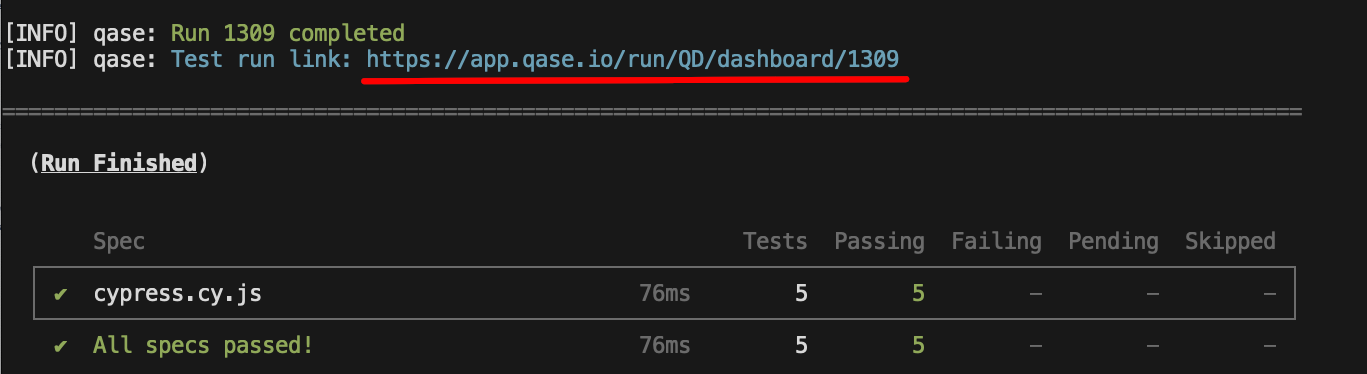 [INFO] qase: Run 1309 completed
[INFO] qase: Test run link: https://app.qase.io/run/QD/dashboard/1309
(Run Finished)
Spec Tests Passing Failing Pending Skipped
✔ cypress.cy.js 76ms 5 5 – – –
✔ All specs passed! 76ms 5 5 – – –